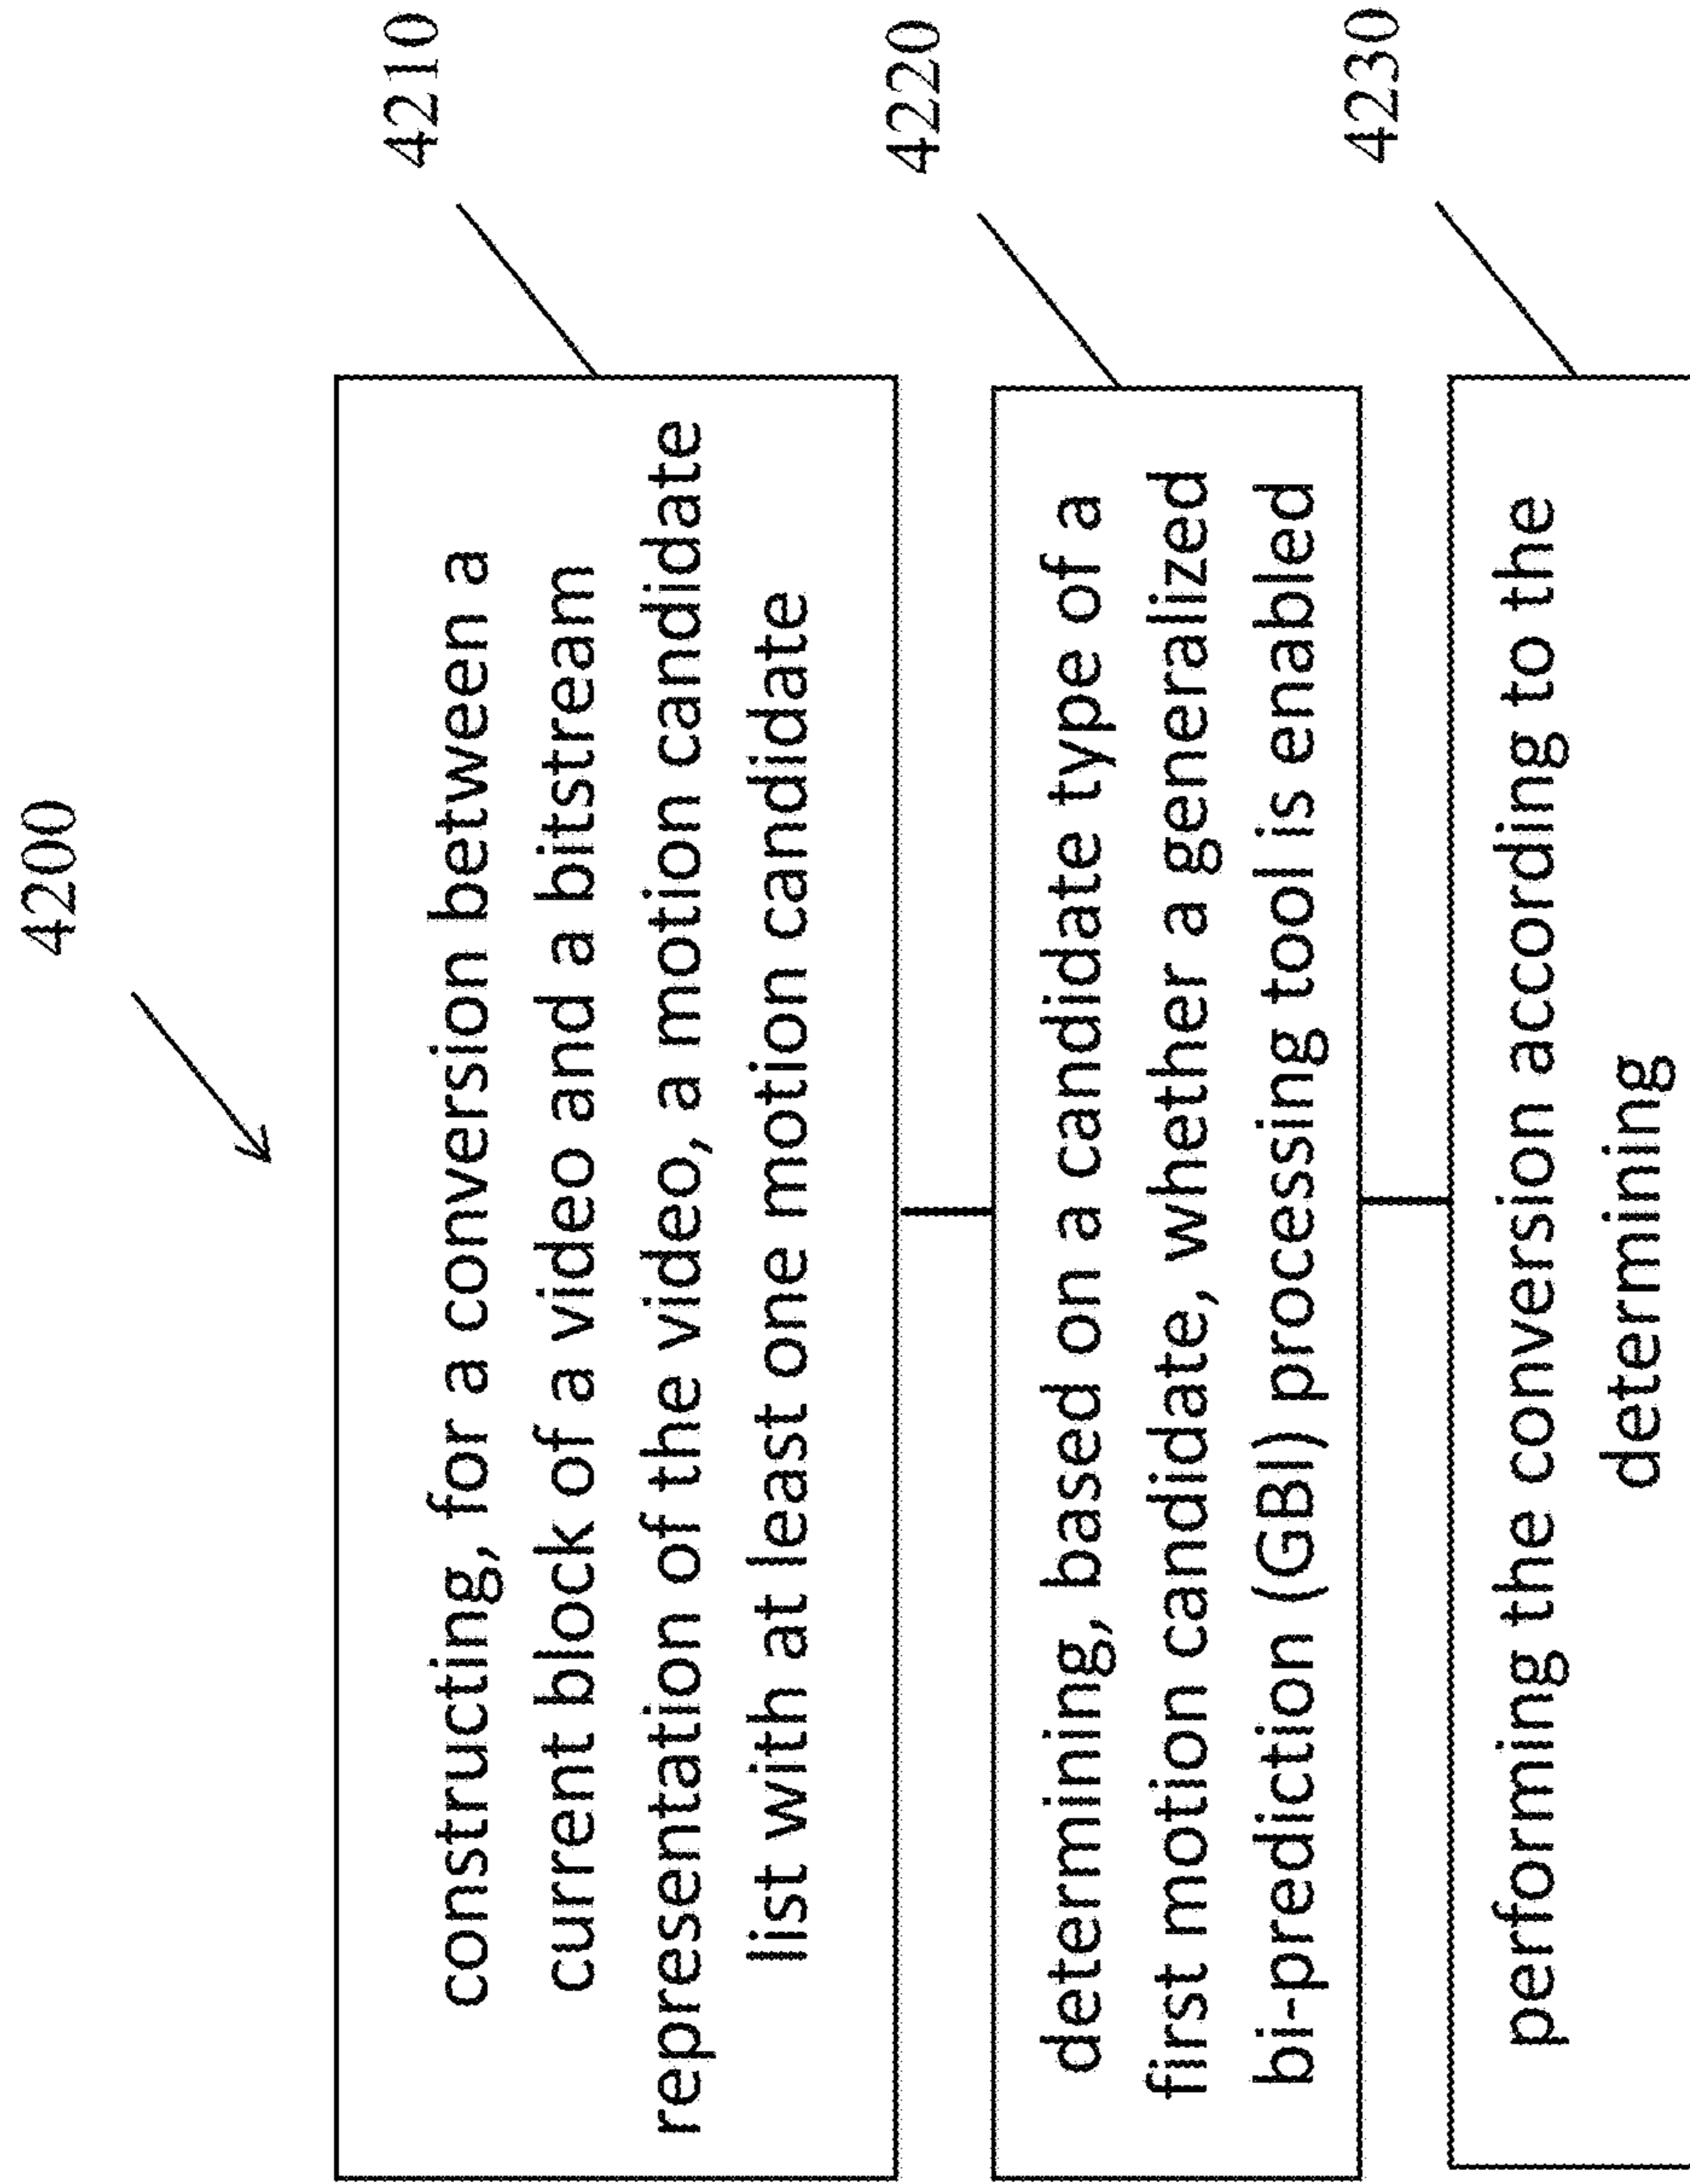 4200
4210
constructing, for a conversion between a
current block of a video and a bitstream
representation of the video, a motion candidate
list with at least one motion candidate
4220
determining, based on a candidate type of a
first motion candidate, whether a generalized
bi-prediction (GBI) processing tool is enabled
4230
performing the conversion according to the
determining